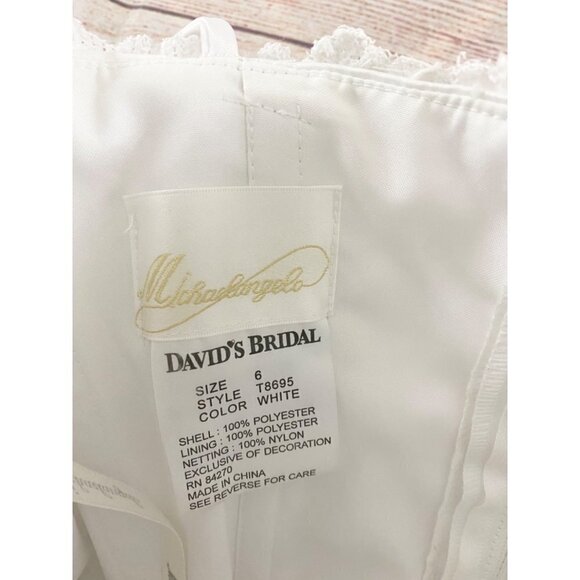 Michaelangelo
DAVID'S BRIDAL
SIZE 6
STYLE T8695
COLOR WHITE
SHELL : 100% POLYESTER
LINING : 100% POLYESTER
NETTING : 100% NYLON
EXCLUSIVE OF DECORATION
RN 84270
MADE IN CHINA
SEE REVERSE FOR CARE